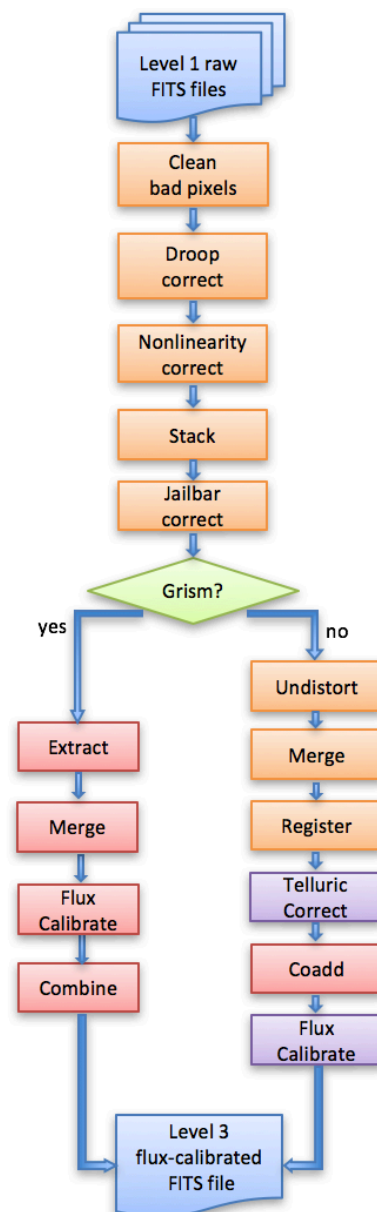 Level 1 raw
FITS files
Clean
bad pixels
Droop
correct
Nonlinearity
correct
Stack
Jailbar
correct
Grism?
yes
no
Extract
Merge
Flux
Calibrate
Combine
Undistort
Merge
Register
Telluric
Correct
Coadd
Flux
Calibrate
Level 3
flux-calibrated
FITS file